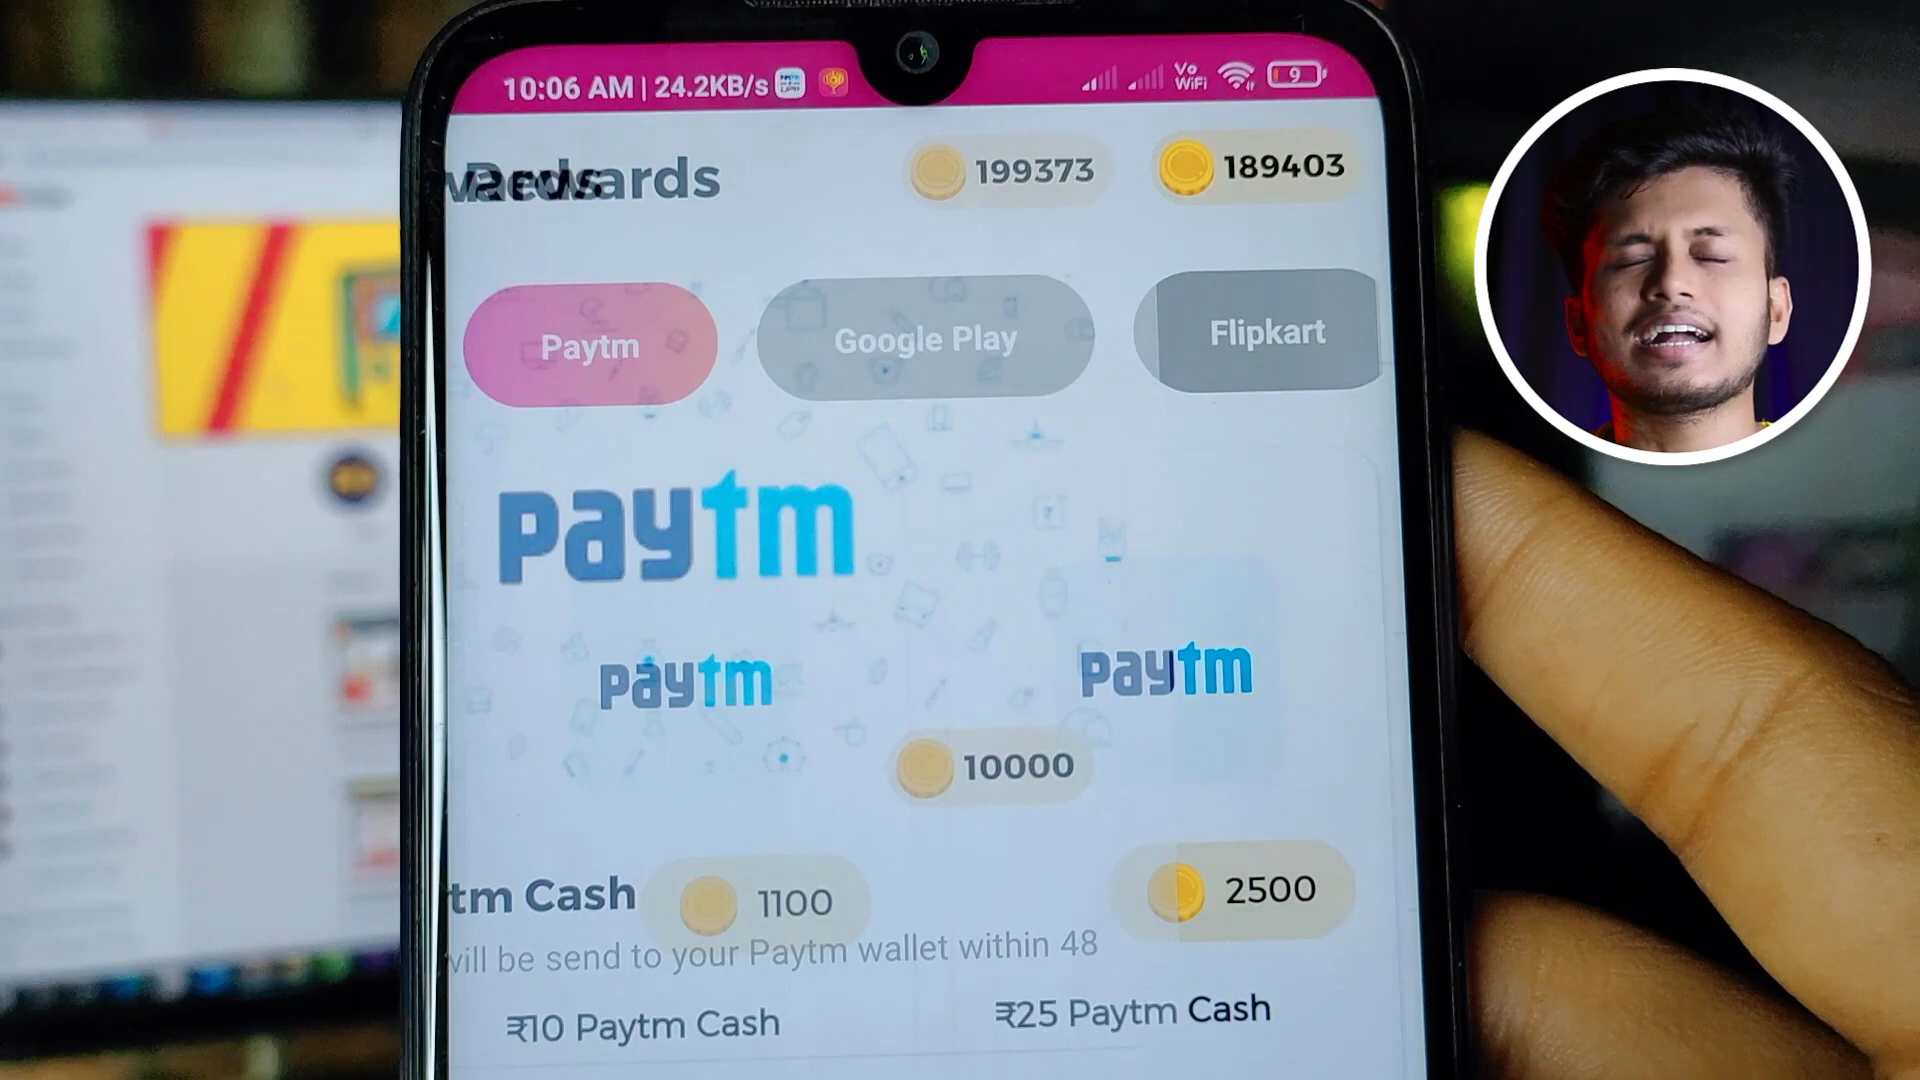 10:06 AM | 24.2KB/s Vo WiFi 9
Rewards 199373 189403
Paytm Google Play Flipkart
paytm
paytm paytm
10000
tm Cash 1100 2500
will be send to your Paytm wallet within 48
₹10 Paytm Cash ₹25 Paytm Cash